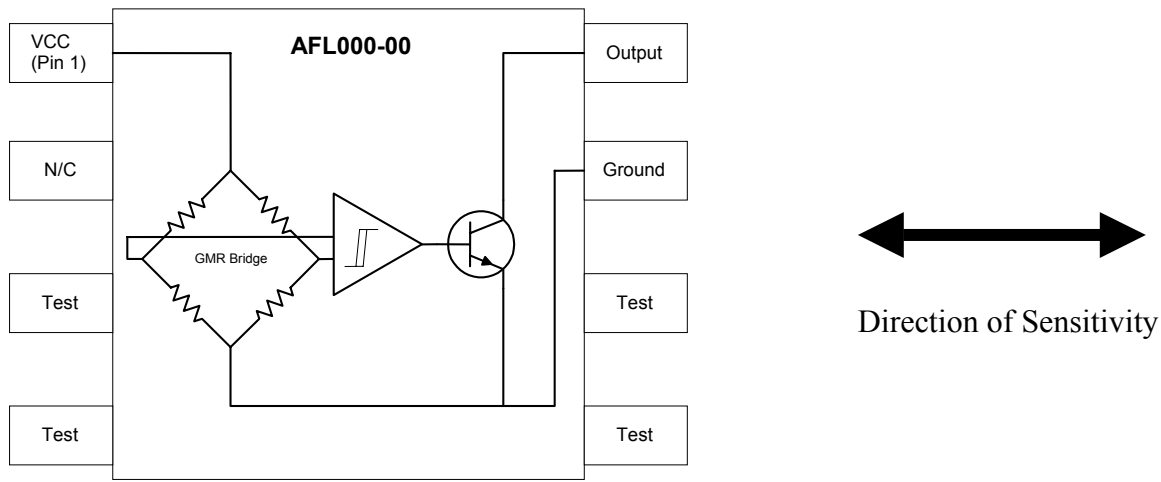 VCC
(Pin 1)
AFL000-00
Output
N/C
Ground
GMR Bridge
Test
Test
Direction of Sensitivity
Test
Test